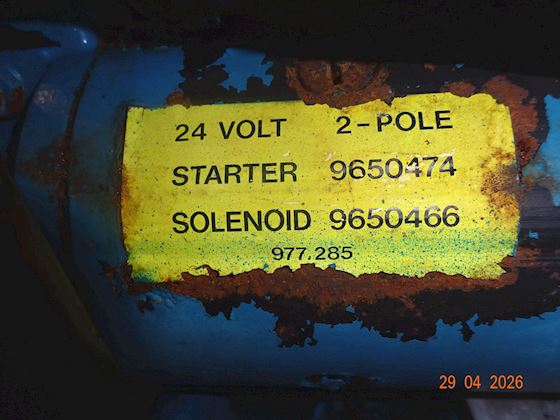 24 VOLT 2-POLE
STARTER 9650474
SOLENOID 9650466
977.285
29 04 2026